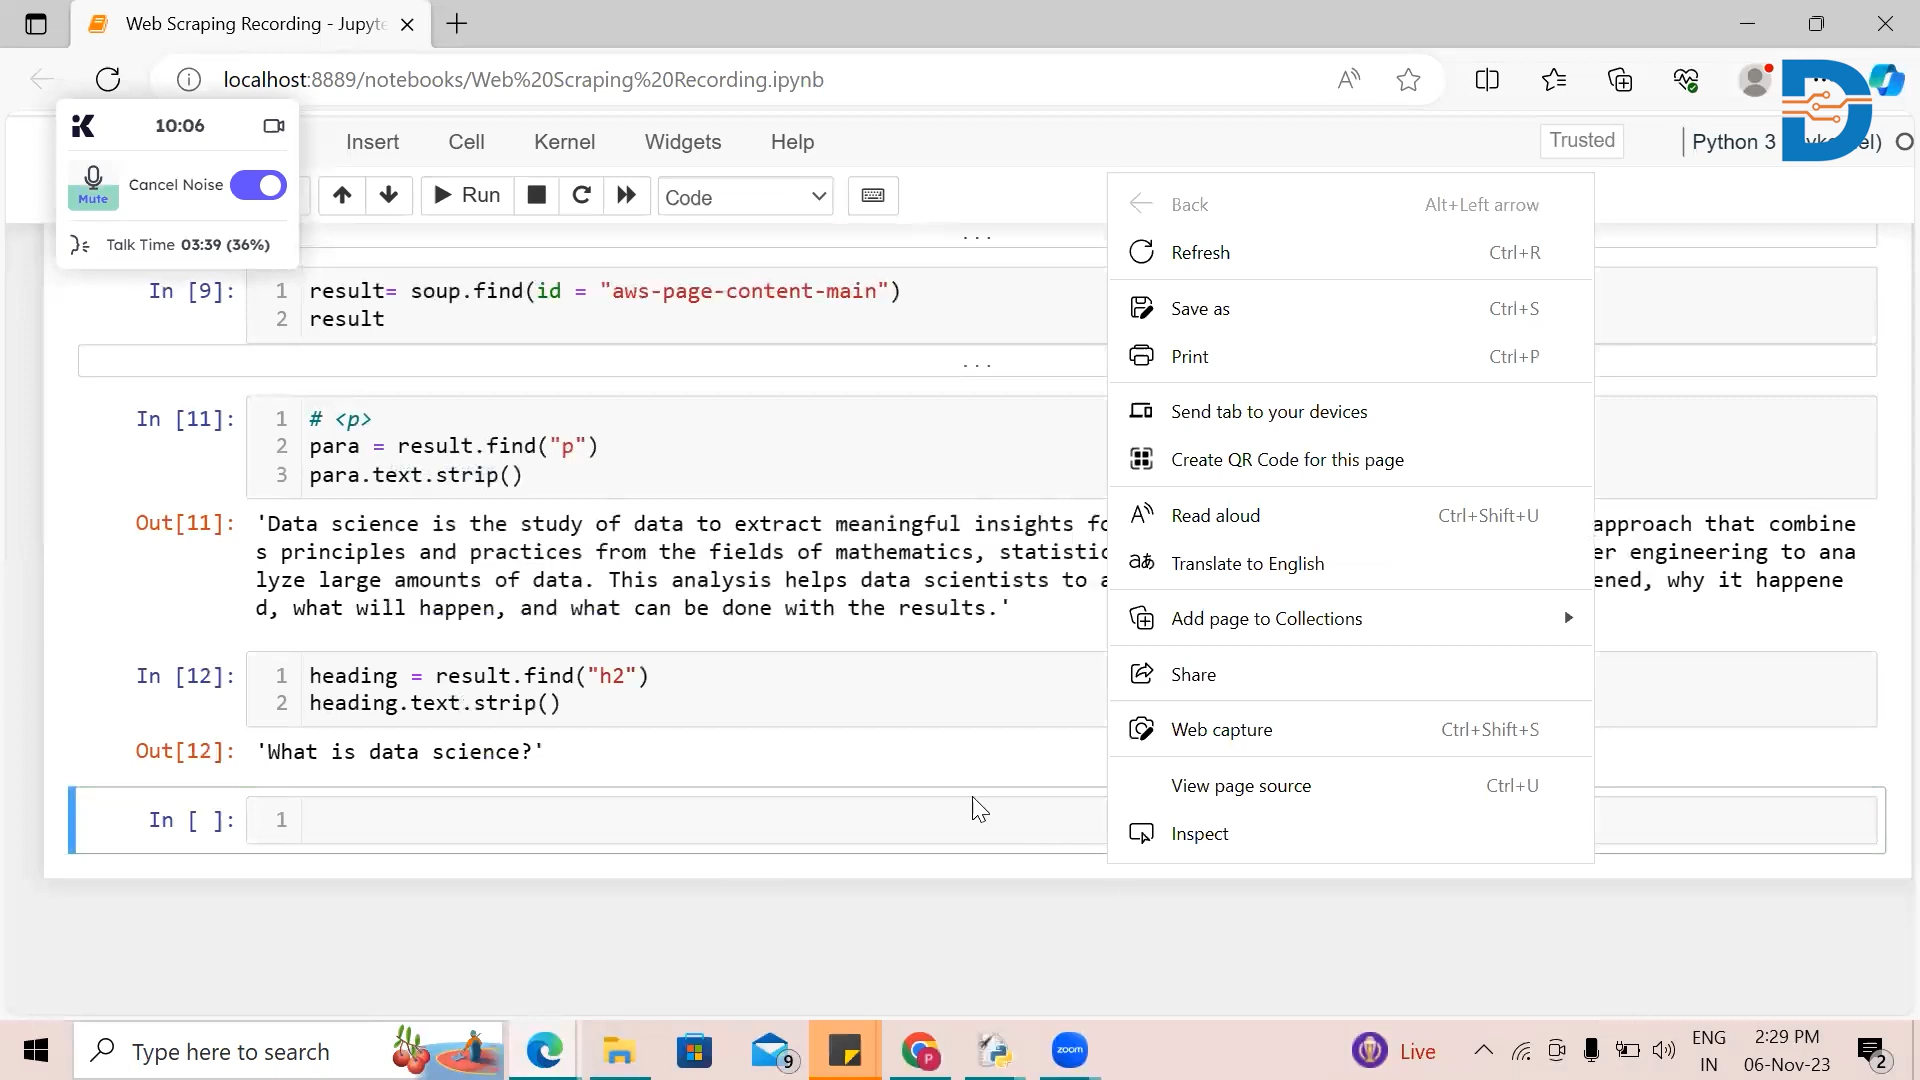 Web Scraping Recording - Jupyte
localhost:8889/notebooks/Web%20Scraping%20Recording.ipynb
10:06
Mute
Cancel Noise
Talk Time 03:39 (36%)
Insert Cell Kernel Widgets Help
Trusted
Python 3
Run
Code
Back Alt+Left arrow
Refresh Ctrl+R
Save as Ctrl+S
Print Ctrl+P
Send tab to your devices
Create QR Code for this page
Read aloud Ctrl+Shift+U
Translate to English
Add page to Collections
Share
Web capture Ctrl+Shift+S
View page source Ctrl+U
Inspect
...
In [9]:
1 result= soup.find(id = "aws-page-content-main")
2 result
...
In [11]:
1 # <p>
2 para = result.find("p")
3 para.text.strip()
Out[11]: 'Data science is the study of data to extract meaningful insights approach that combine
s principles and practices from the fields of mathematics, engineering to ana
lyze large amounts of data. This analysis helps data scientists to why it happene
d, what will happen, and what can be done with the results.'
In [12]:
1 heading = result.find("h2")
2 heading.text.strip()
Out[12]: 'What is data science?'
In [ ]:
1
Type here to search
9
P
zoom
Live
ENG
IN
2:29 PM
06-Nov-23
2